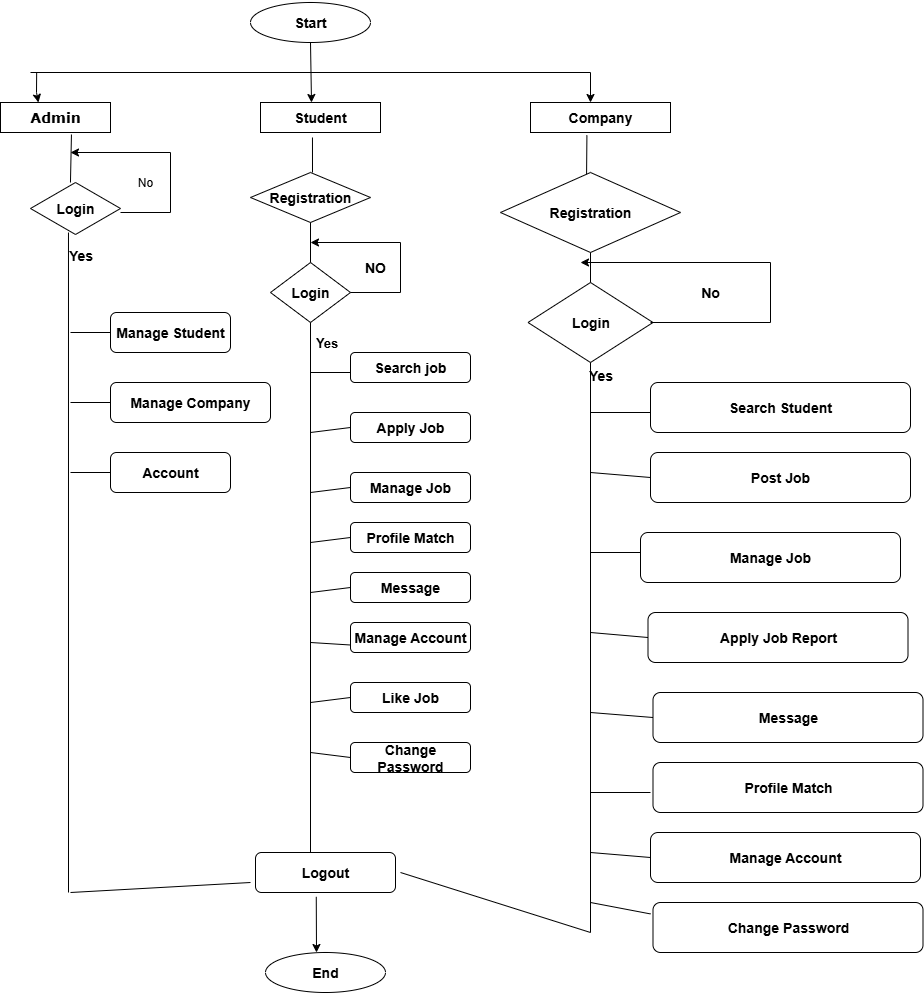 Start
Admin
Student
Company
No
Login
Registration
Registration
Yes
NO
Login
No
Login
Yes
Manage Student
Search job
Yes
Manage Company
Search Student
Apply Job
Account
Post Job
Manage Job
Profile Match
Manage Job
Message
Manage Account
Apply Job Report
Like Job
Message
Change
Password
Profile Match
Manage Account
Logout
Change Password
End